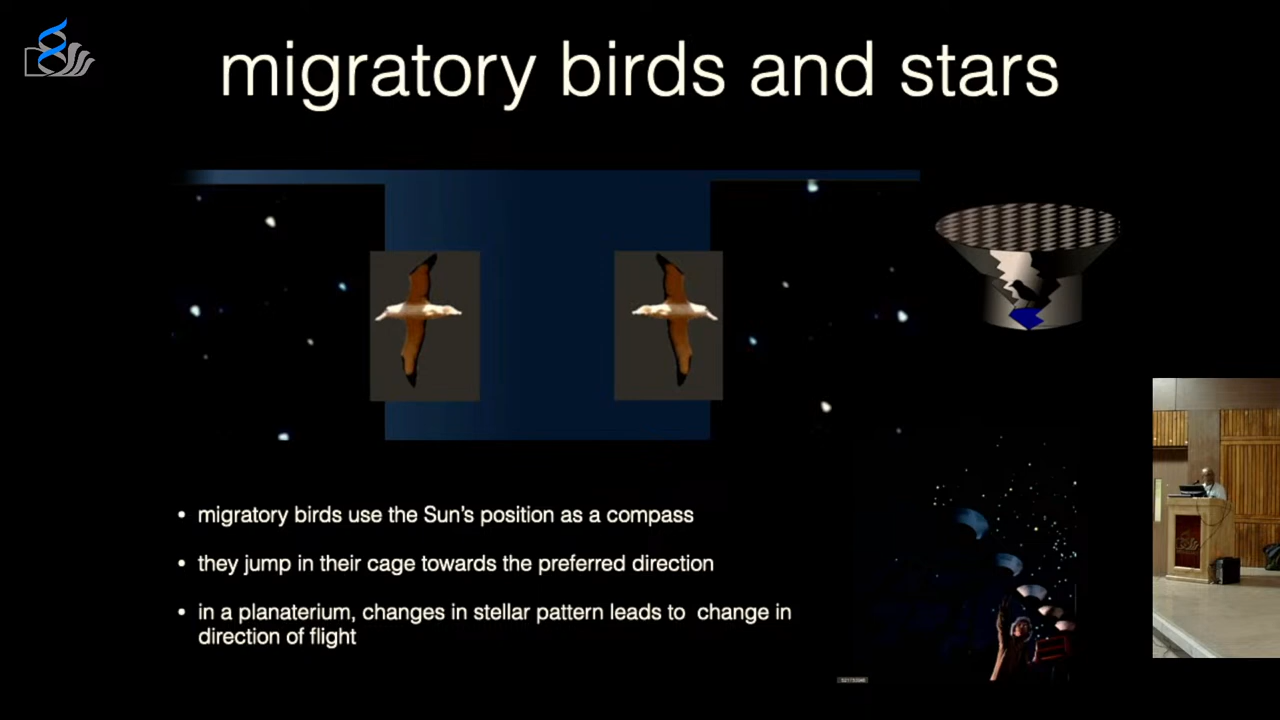 migratory birds and stars
• migratory birds use the Sun's position as a compass
• they jump in their cage towards the preferred direction
• in a planaterium, changes in stellar pattern leads to change in
direction of flight